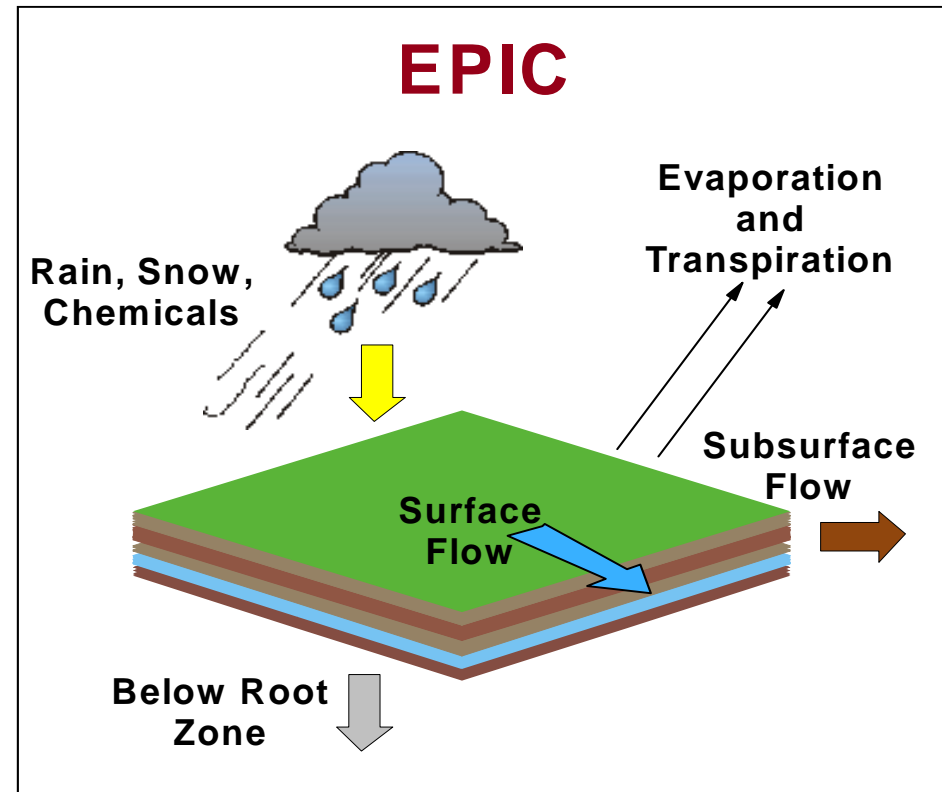 EPIC
Evaporation
and
Transpiration
Rain, Snow,
Chemicals
Subsurface
Flow
Surface
Flow
Below Root
Zone